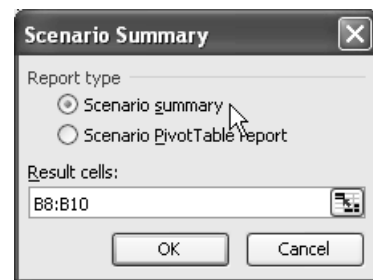 Scenario Summary
Report type
Scenario summary
Scenario PivotTable report
Result cells:
B8:B10
OK
Cancel